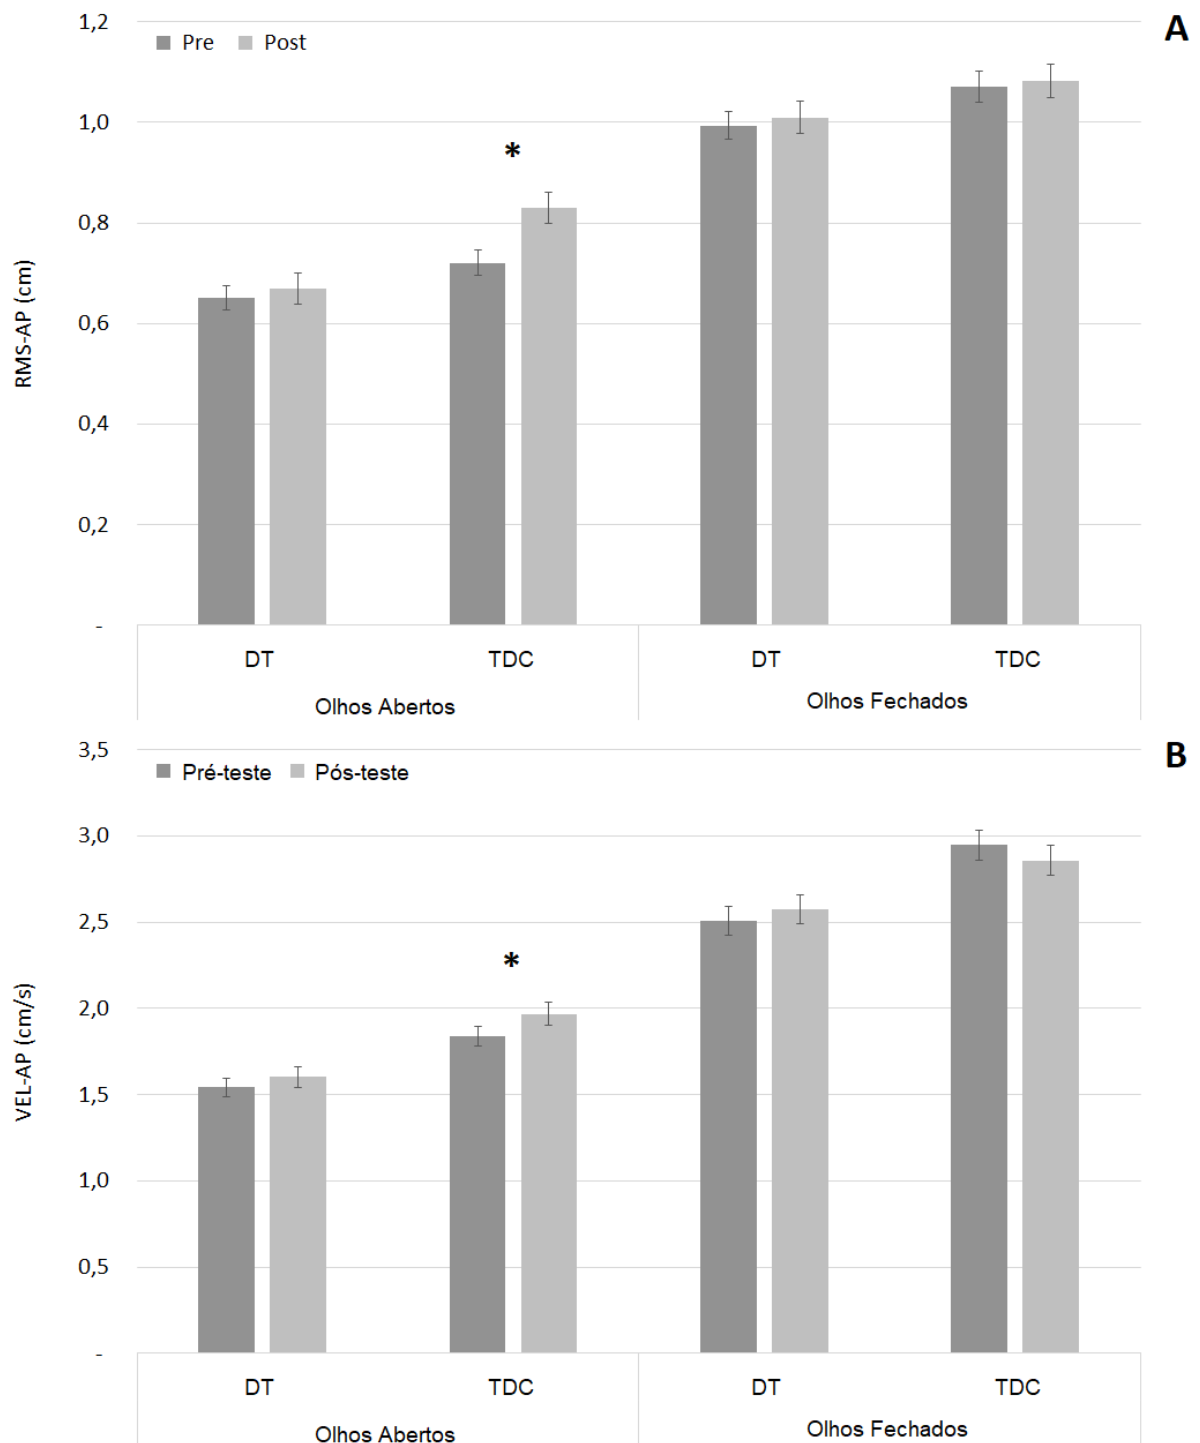 A
1,2
Pre Post
1,0
*
0,8
RMS-AP (cm)
0,6
0,4
0,2
-
DT TDC DT TDC
Olhos Abertos Olhos Fechados
B
3,5
Pré-teste Pós-teste
3,0
2,5
*
2,0
VEL-AP (cm/s)
1,5
1,0
0,5
-
DT TDC DT TDC
Olhos Abertos Olhos Fechados